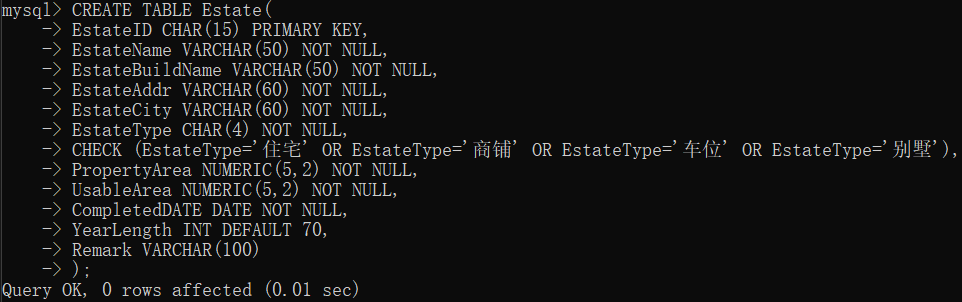 mysql> CREATE TABLE Estate(
    -> EstateID CHAR(15) PRIMARY KEY,
    -> EstateName VARCHAR(50) NOT NULL,
    -> EstateBuildName VARCHAR(50) NOT NULL,
    -> EstateAddr VARCHAR(60) NOT NULL,
    -> EstateCity VARCHAR(60) NOT NULL,
    -> EstateType CHAR(4) NOT NULL,
    -> CHECK (EstateType='住宅' OR EstateType='商铺' OR EstateType='车位' OR EstateType='别墅'),
    -> PropertyArea NUMERIC(5,2) NOT NULL,
    -> UsableArea NUMERIC(5,2) NOT NULL,
    -> CompletedDATE DATE NOT NULL,
    -> YearLength INT DEFAULT 70,
    -> Remark VARCHAR(100)
    -> );
Query OK, 0 rows affected (0.01 sec)